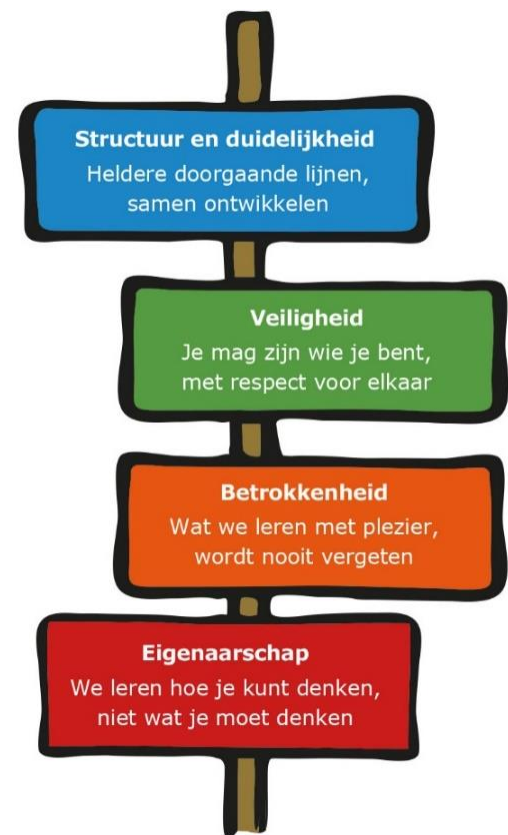 Structuur en duidelijkheid
Heldere doorgaande lijnen,
samen ontwikkelen
Veiligheid
Je mag zijn wie je bent,
met respect voor elkaar
Betrokkenheid
Wat we leren met plezier,
wordt nooit vergeten
Eigenaarschap
We leren hoe je kunt denken,
niet wat je moet denken